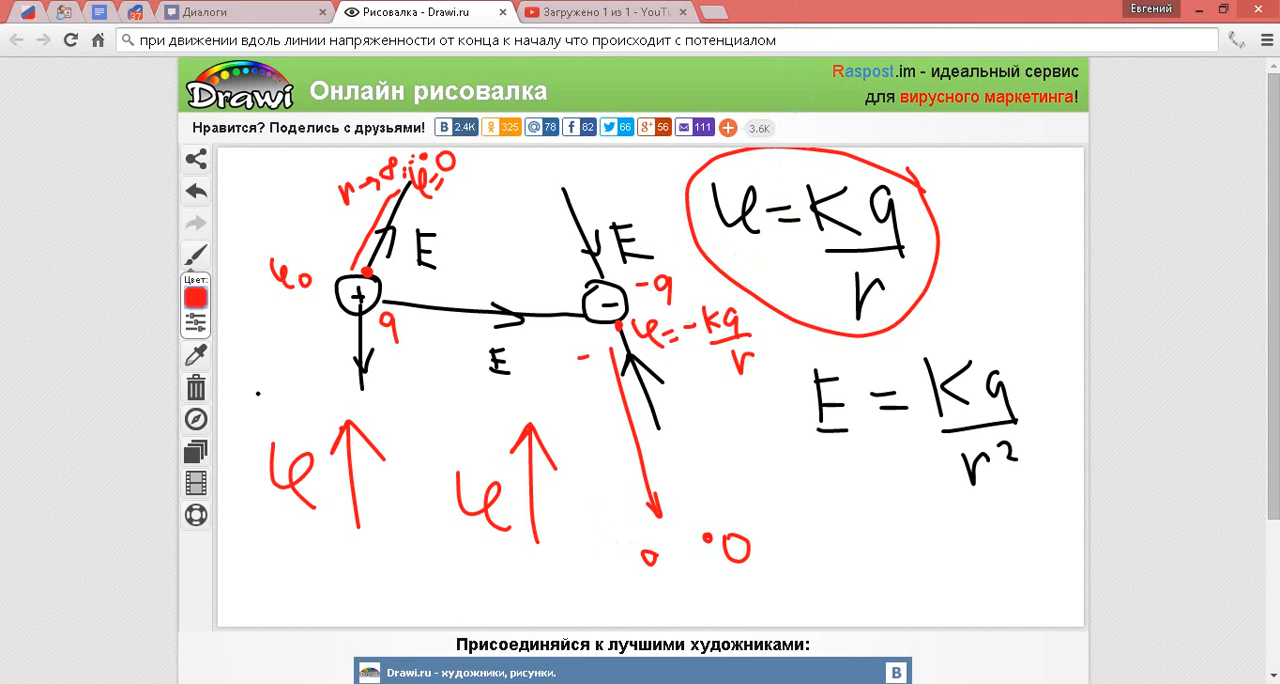 37
Диалоги
Рисовалка - Drawi.ru
Загружено 1 из 1 - YouTu
Евгений
при движении вдоль линии напряженности от конца к началу что происходит с потенциалом
Drawi
Онлайн рисовалка
Raspost.im - идеальный сервис
для вирусного маркетинга!
Нравится? Поделись с друзьями!
2.4K
325
78
82
66
56
111
3.6K
Цвет:
r→∞
φ=0
E
φ0
+
q
E
E
-
-q
φ=-kq/r
-
φ=Kq/r
E=Kq/r²
φ↑
φ↑
0
0
Присоединяйся к лучшими художниками:
Drawi.ru - художники, рисунки.
B